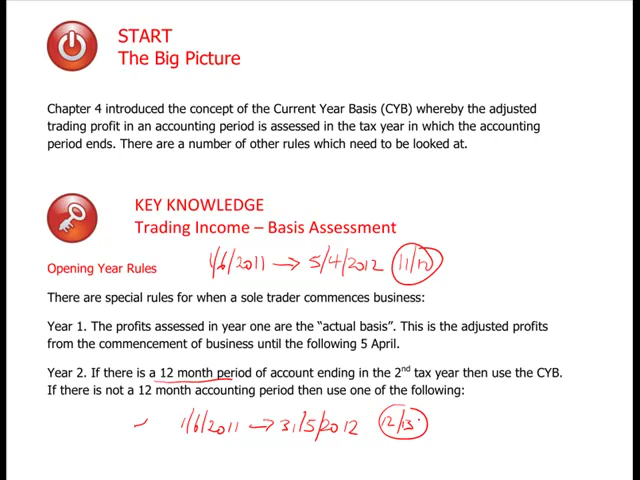 START
The Big Picture
Chapter 4 introduced the concept of the Current Year Basis (CYB) whereby the adjusted
trading profit in an accounting period is assessed in the tax year in which the accounting
period ends. There are a number of other rules which need to be looked at.
KEY KNOWLEDGE
Trading Income – Basis Assessment
1/6/2011 → 5/4/2012 11/12
Opening Year Rules
There are special rules for when a sole trader commences business:
Year 1. The profits assessed in year one are the “actual basis”. This is the adjusted profits
from the commencement of business until the following 5 April.
Year 2. If there is a 12 month period of account ending in the 2nd tax year then use the CYB.
If there is not a 12 month accounting period then use one of the following:
1/6/2011 → 31/5/2012 12/13